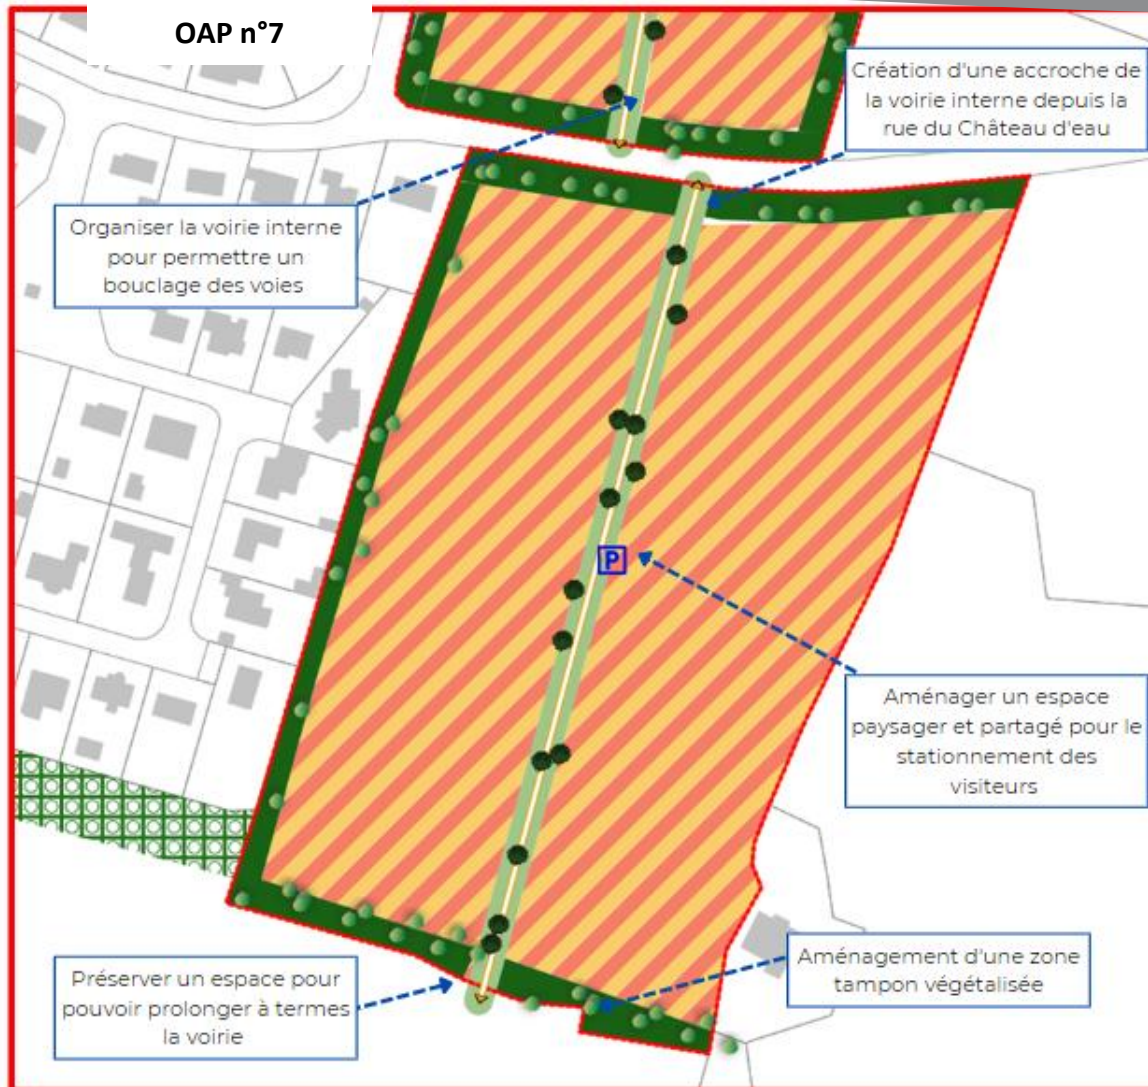 OAP n°7
Création d'une accroche de
la voirie interne depuis la
rue du Château d'eau
Organiser la voirie interne
pour permettre un
bouclage des voies
P
Aménager un espace
paysager et partagé pour le
stationnement des
visiteurs
Aménagement d'une zone
tampon végétalisée
Préserver un espace pour
pouvoir prolonger à termes
la voirie